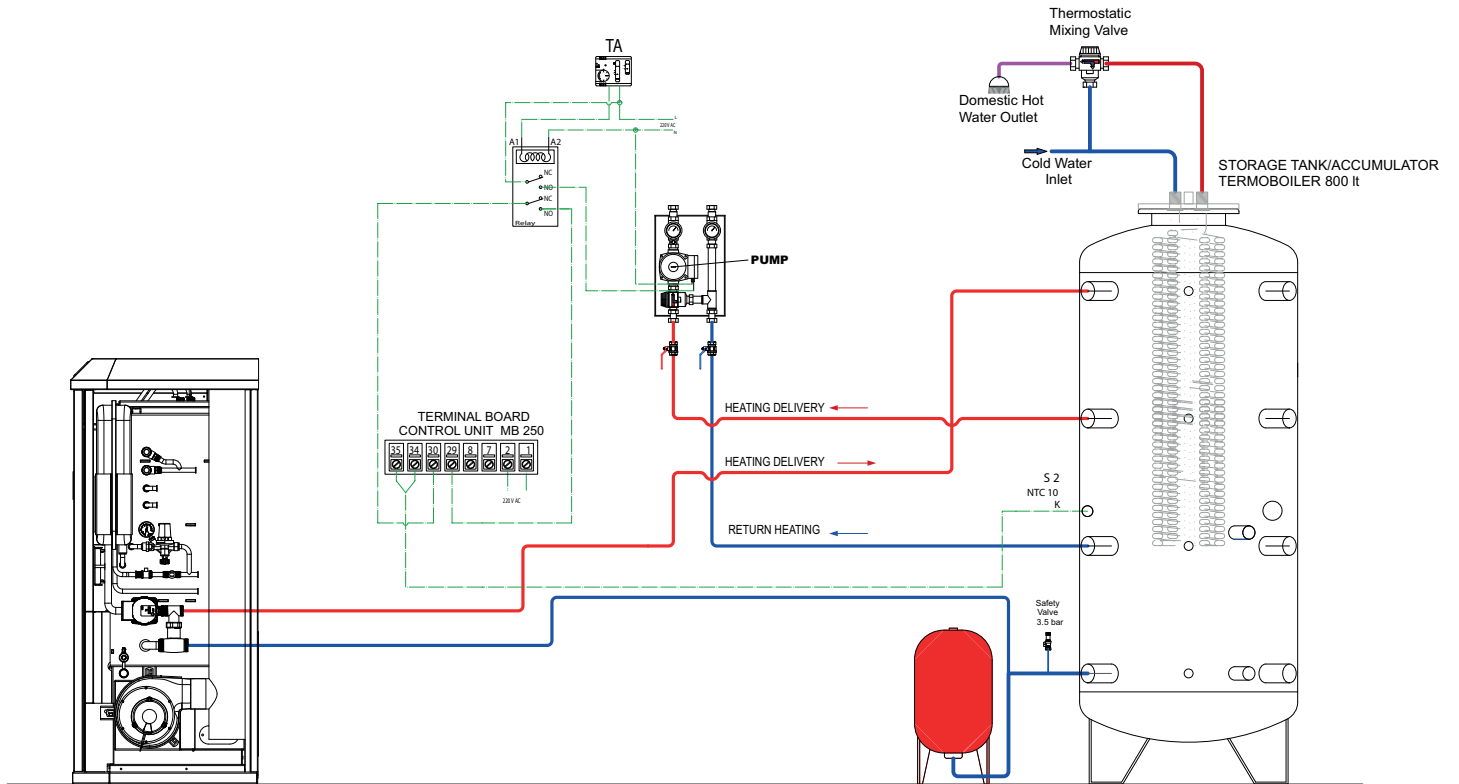 Thermostatic
Mixing Valve
TA
Domestic Hot
Water Outlet
L
220V AC
N
A1
A2
Cold Water
Inlet
STORAGE TANK/ACCUMULATOR
TERMOBOILER 800 lt
NC
NO
NC
NO
Relay
PUMP
HEATING DELIVERY
TERMINAL BOARD
CONTROL UNIT MB 250
35 34 30 29 8 7 2 1
HEATING DELIVERY
220V AC
S 2
NTC 10
K
RETURN HEATING
Safety
Valve
3.5 bar